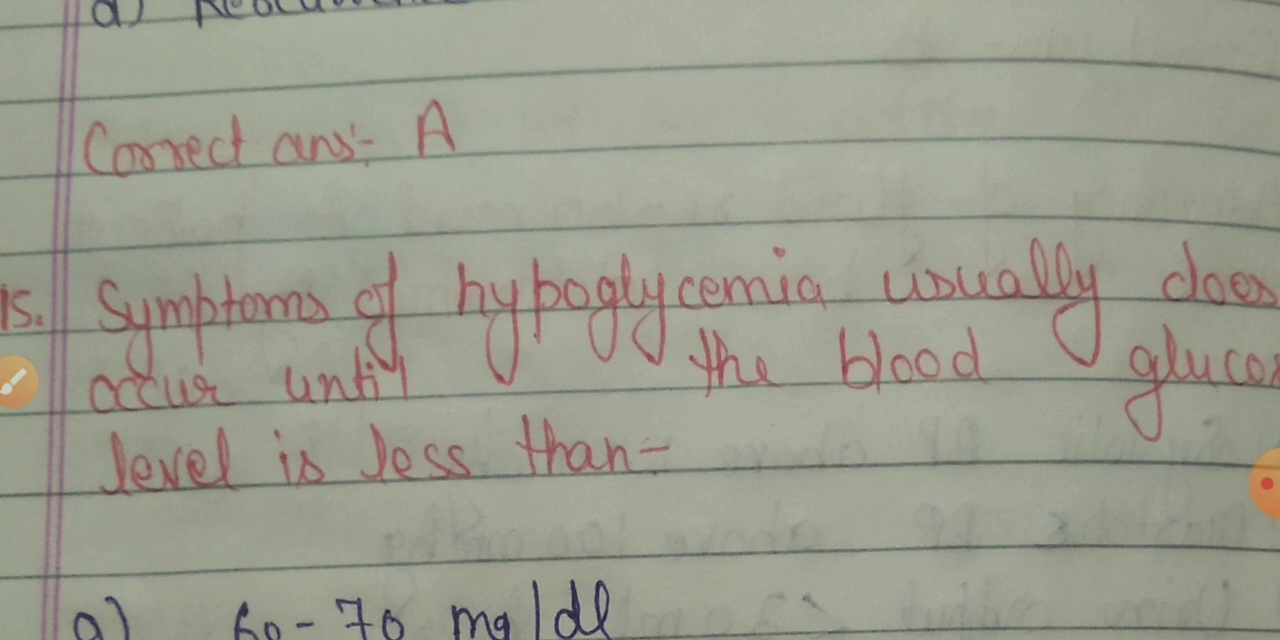 Correct ans:- A
15. Symptoms of hypoglycemia usually does
occur until the blood
level is less than-
a) 60-70 mg/dl